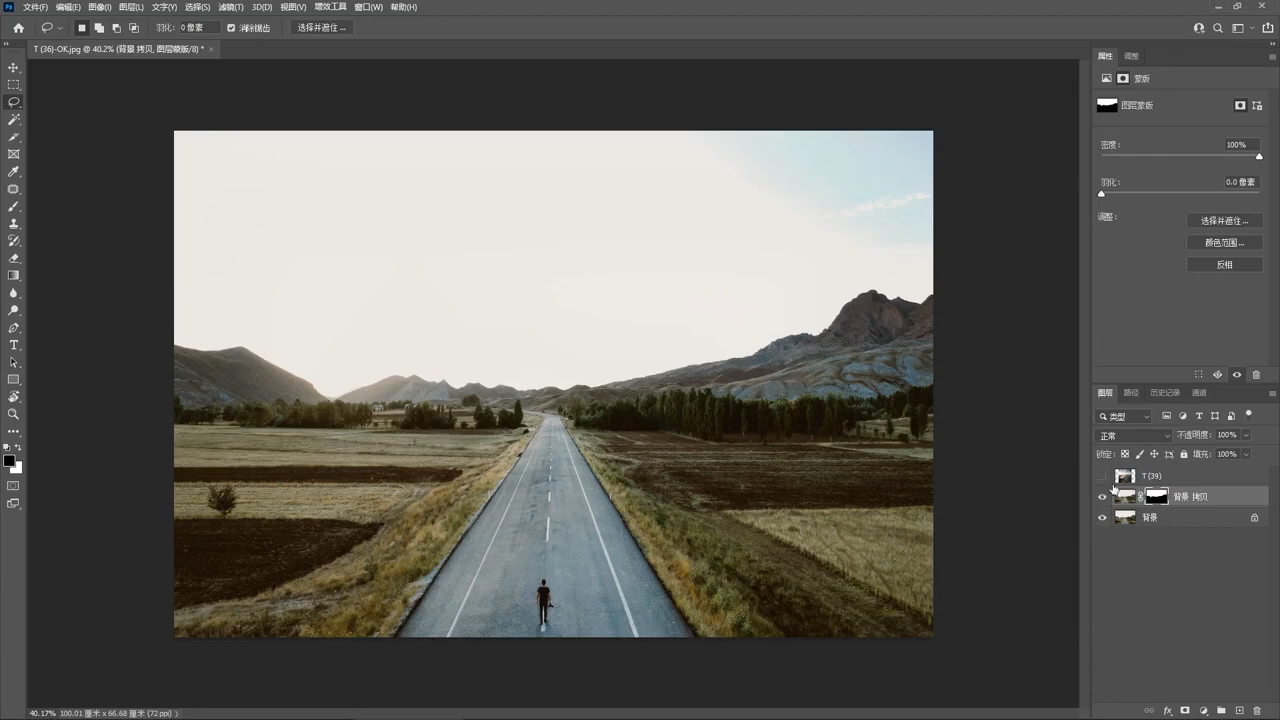 文件(F) 编辑(E) 图像(I) 图层(L) 文字(Y) 选择(S) 滤镜(T) 3D(D) 视图(V) 增效工具 窗口(W) 帮助(H)
羽化: 0 像素 消除锯齿 选择并遮住 ...
T (36)-OK.jpg @ 40.2% (背景 拷贝, 图层蒙版/8) * ×
属性 调整
蒙版
图层蒙版
密度: 100%
羽化: 0.0 像素
调整: 选择并遮住 ...
颜色范围...
反相
图层 路径 历史记录 通道
类型
正常 不透明度: 100%
锁定: 填充: 100%
T (39)
背景 拷贝
背景
40.17% 100.01 厘米 x 66.68 厘米 (72 ppi)